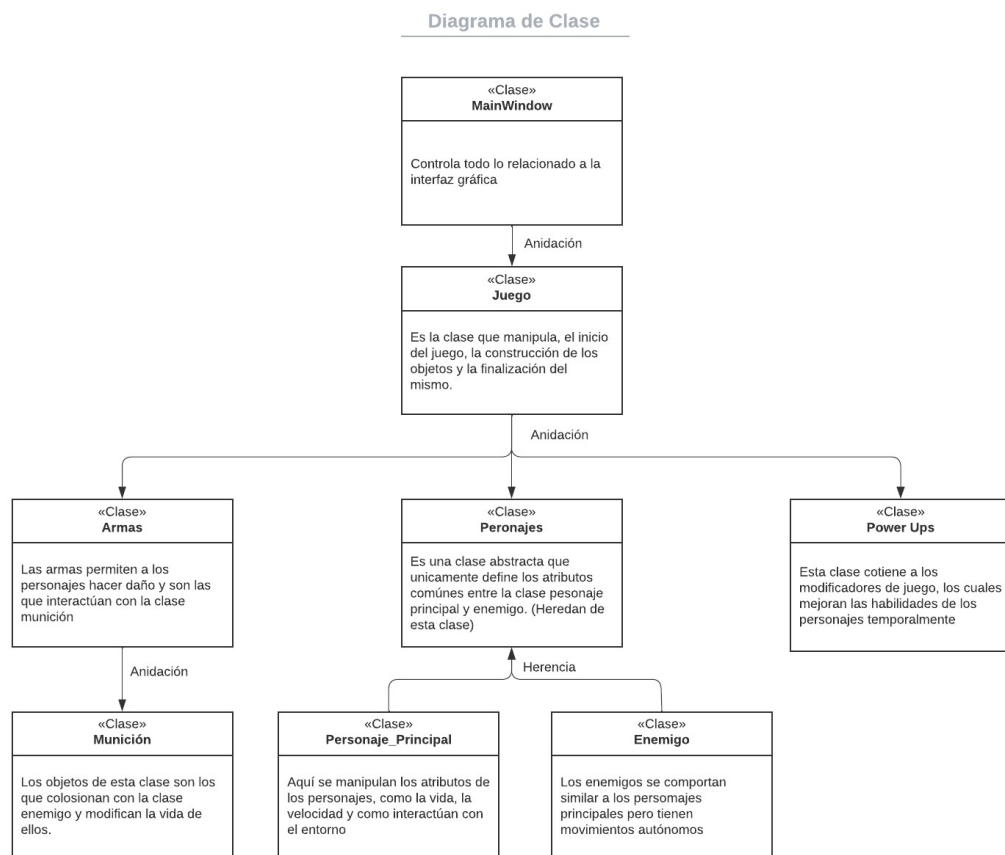 Diagrama de Clase
«Clase»
MainWindow
Controla todo lo relacionado a la
interfaz gráfica
Anidación
«Clase»
Juego
Es la clase que manipula, el inicio
del juego, la construcción de los
objetos y la finalización del
mismo.
Anidación
«Clase»
Armas
Las armas permiten a los
personajes hacer daño y son las
que interactúan con la clase
munición
«Clase»
Peronajes
Es una clase abstracta que
unicamente define los atributos
comúnes entre la clase pesonaje
principal y enemigo. (Heredan de
esta clase)
«Clase»
Power Ups
Esta clase cotiene a los
modificadores de juego, los cuales
mejoran las habilidades de los
personajes temporalmente
Anidación
Herencia
«Clase»
Munición
Los objetos de esta clase son los
que colosionan con la clase
enemigo y modifican la vida de
ellos.
«Clase»
Personaje_Principal
Aquí se manipulan los atributos de
los personajes, como la vida, la
velocidad y como interactúan con
el entorno
«Clase»
Enemigo
Los enemigos se comportan
similar a los persomajes
principales pero tienen
movimientos autónomos